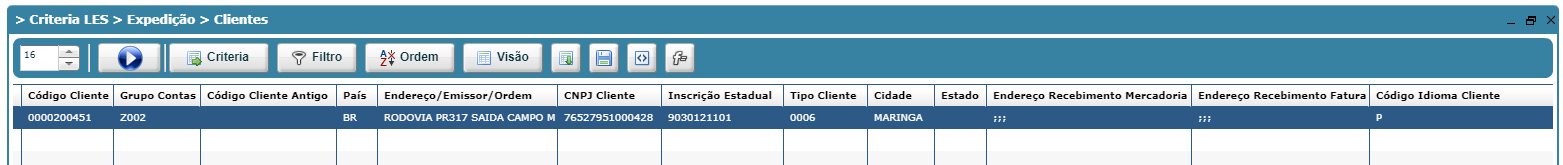 > Criteria LES > Expedição > Clientes
16 Criteria Filtro Ordem Visão
Código Cliente Grupo Contas Código Cliente Antigo País Endereço/Emissor/Ordem CNPJ Cliente Inscrição Estadual Tipo Cliente Cidade Estado Endereço Recebimento Mercadoria Endereço Recebimento Fatura Código Idioma Cliente
0000200451 Z002 BR RODOVIA PR317 SAIDA CAMPO M 76527951000428 9030121101 0006 MARINGA ;;; ;;; P